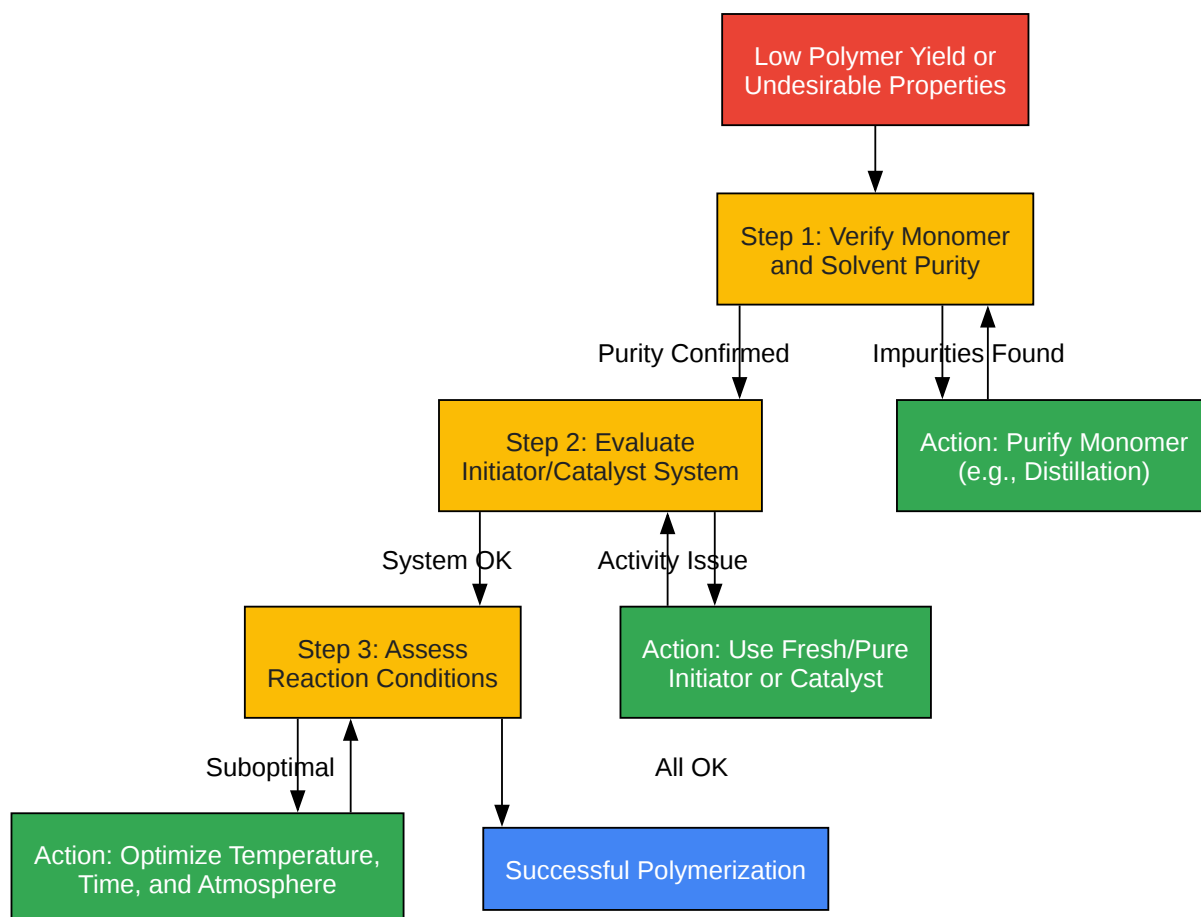 Low Polymer Yield or
Undesirable Properties
Step 1: Verify Monomer
and Solvent Purity
Purity Confirmed
Impurities Found
Step 2: Evaluate
Initiator/Catalyst System
Action: Purify Monomer
(e.g., Distillation)
System OK
Activity Issue
Step 3: Assess
Reaction Conditions
Action: Use Fresh/Pure
Initiator or Catalyst
Suboptimal
All OK
Action: Optimize Temperature,
Time, and Atmosphere
Successful Polymerization